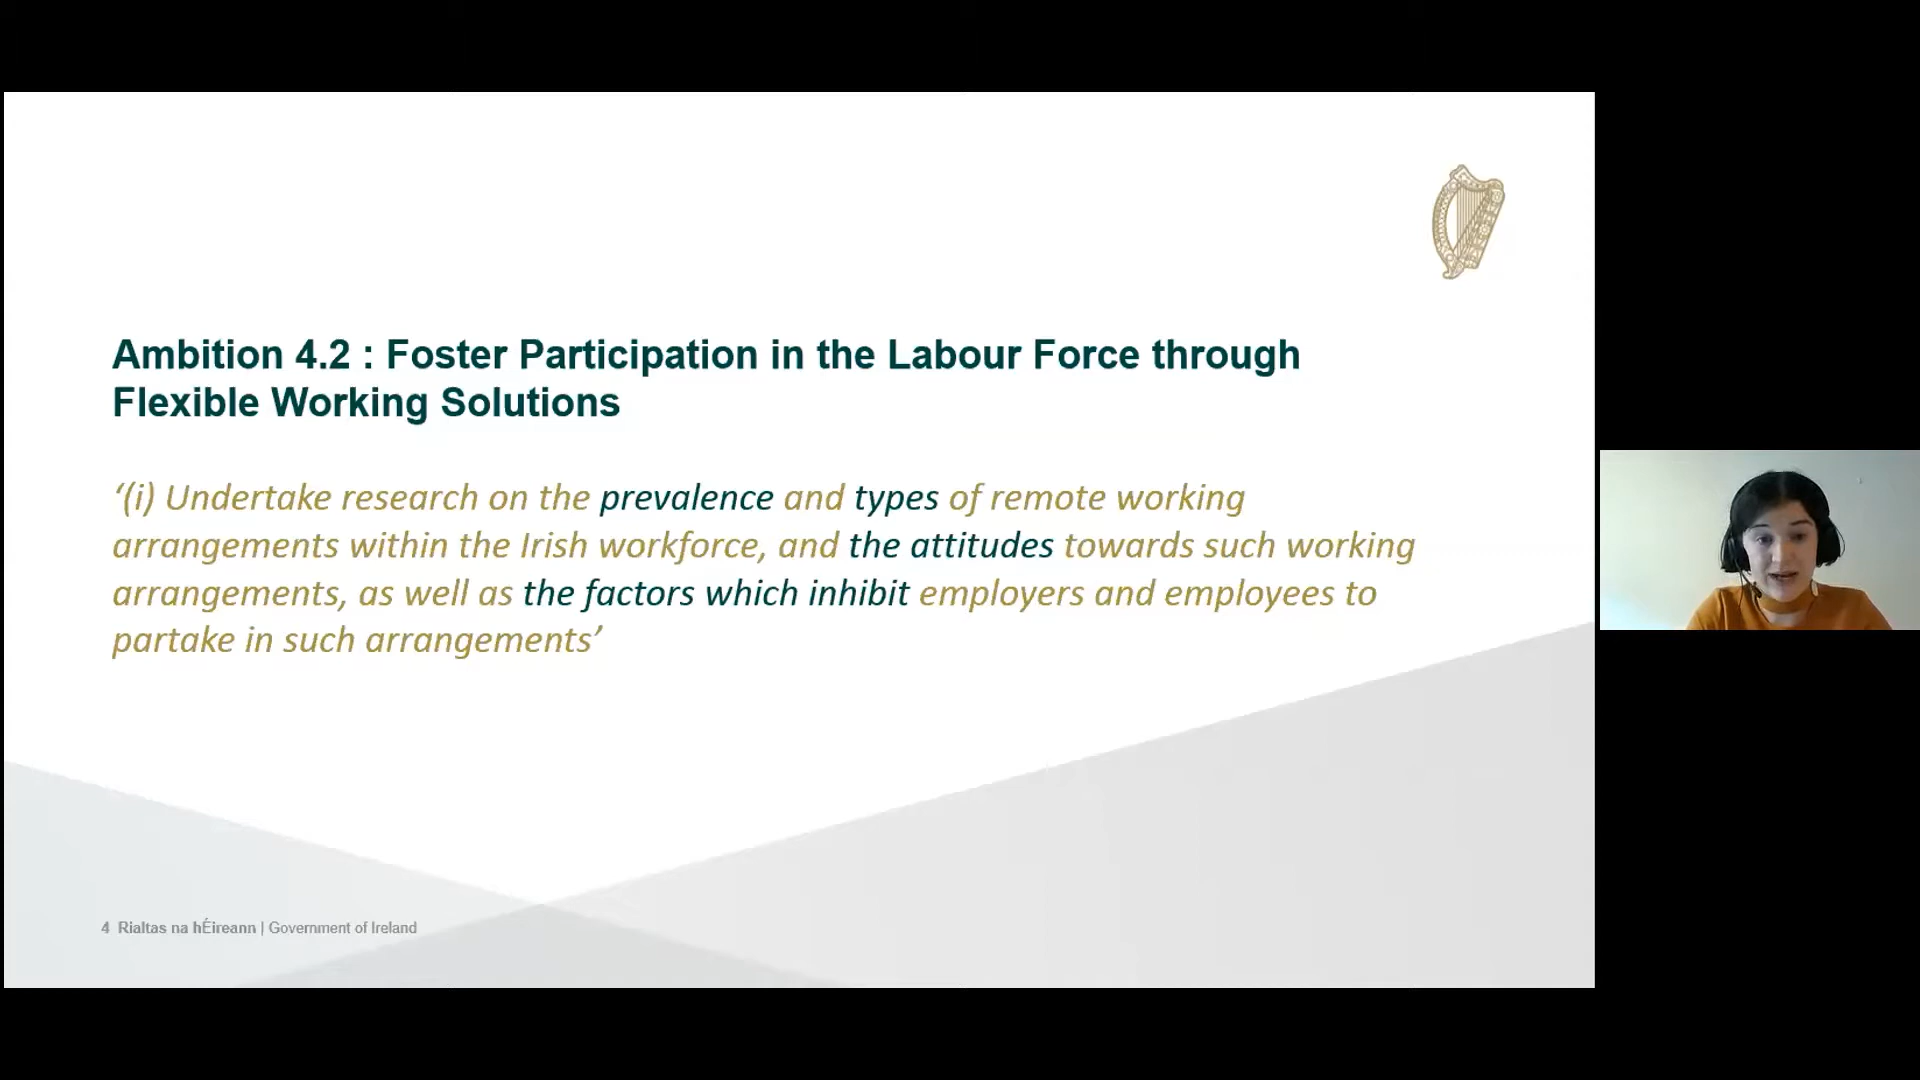 Ambition 4.2 : Foster Participation in the Labour Force through
Flexible Working Solutions
‘(i) Undertake research on the prevalence and types of remote working
arrangements within the Irish workforce, and the attitudes towards such working
arrangements, as well as the factors which inhibit employers and employees to
partake in such arrangements’
4 Rialtas na hÉireann | Government of Ireland